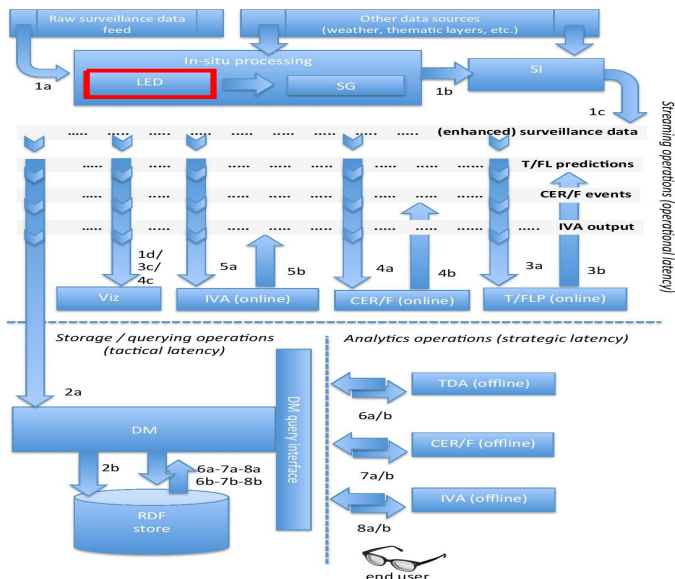 Raw surveillance data
feed
Other data sources
(weather, thematic layers, etc.)
In-situ processing
LED
SG
SI
1a
1b
1c
Streaming operations (operational latency)
..... ..... ..... ..... ..... ..... ..... ..... (enhanced) surveillance data
..... ..... ..... ..... ..... ..... ..... ..... T/FL predictions
..... ..... ..... ..... ..... ..... ..... ..... CER/F events
..... ..... ..... ..... ..... ..... ..... ..... IVA output
1d/
3c/
4c
5a
5b
4a
4b
3a
3b
Viz
IVA (online)
CER/F (online)
T/FLP (online)
Storage / querying operations
(tactical latency)
Analytics operations (strategic latency)
2a
DM
DM query interface
2b
6a-7a-8a
6b-7b-8b
RDF
store
TDA (offline)
6a/b
CER/F (offline)
7a/b
IVA (offline)
8a/b
end user